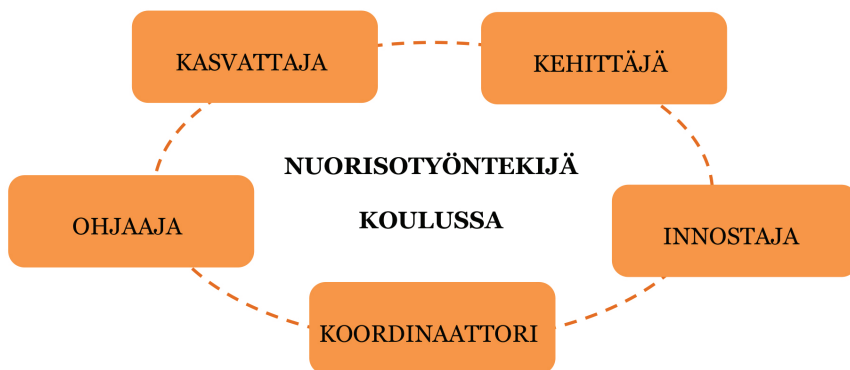 KASVATTAJA
KEHITTÄJÄ
NUORISOTYÖNTEKIJÄ
KOULUSSA
OHJAAJA
INNOSTAJA
KOORDINAATTORI